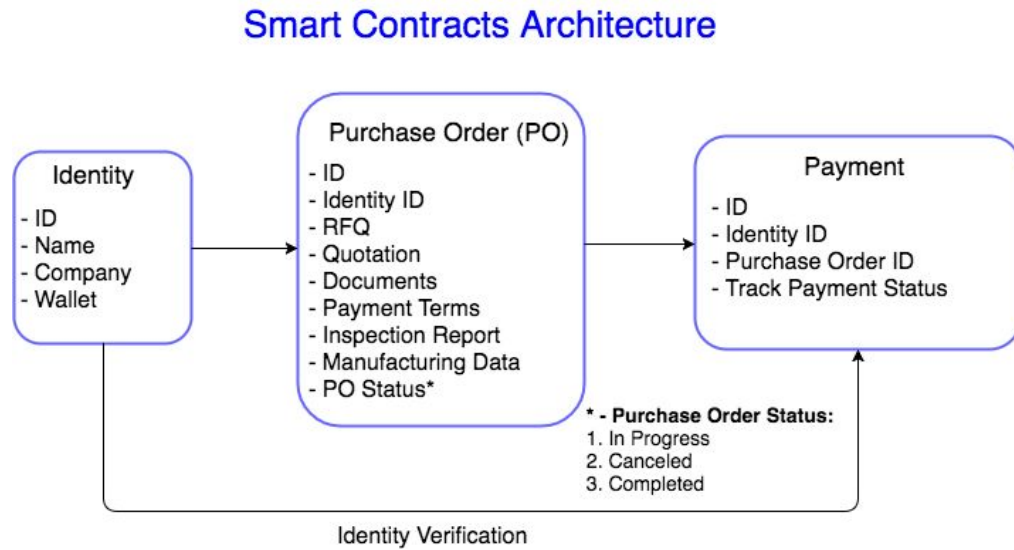 Smart Contracts Architecture
Identity
- ID
- Name
- Company
- Wallet
Purchase Order (PO)
- ID
- Identity ID
- RFQ
- Quotation
- Documents
- Payment Terms
- Inspection Report
- Manufacturing Data
- PO Status*
Payment
- ID
- Identity ID
- Purchase Order ID
- Track Payment Status
* - Purchase Order Status:
1. In Progress
2. Canceled
3. Completed
Identity Verification